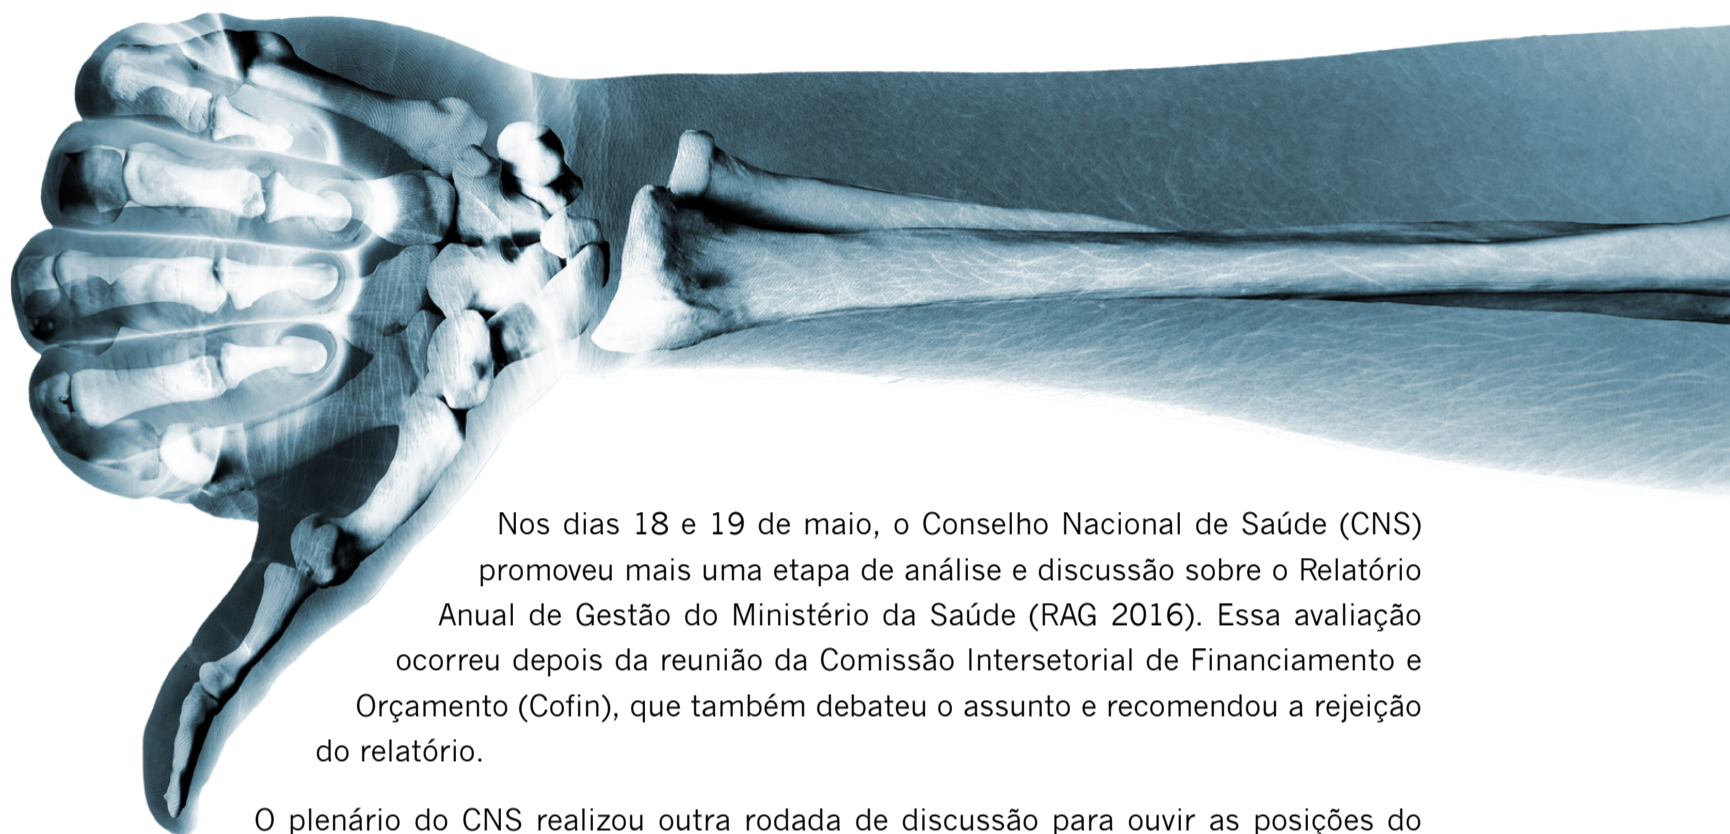 Nos dias 18 e 19 de maio, o Conselho Nacional de Saúde (CNS)
promoveu mais uma etapa de análise e discussão sobre o Relatório
Anual de Gestão do Ministério da Saúde (RAG 2016). Essa avaliação
ocorreu depois da reunião da Comissão Intersetorial de Financiamento e
Orçamento (Cofin), que também debateu o assunto e recomendou a rejeição
do relatório.
O plenário do CNS realizou outra rodada de discussão para ouvir as posições do